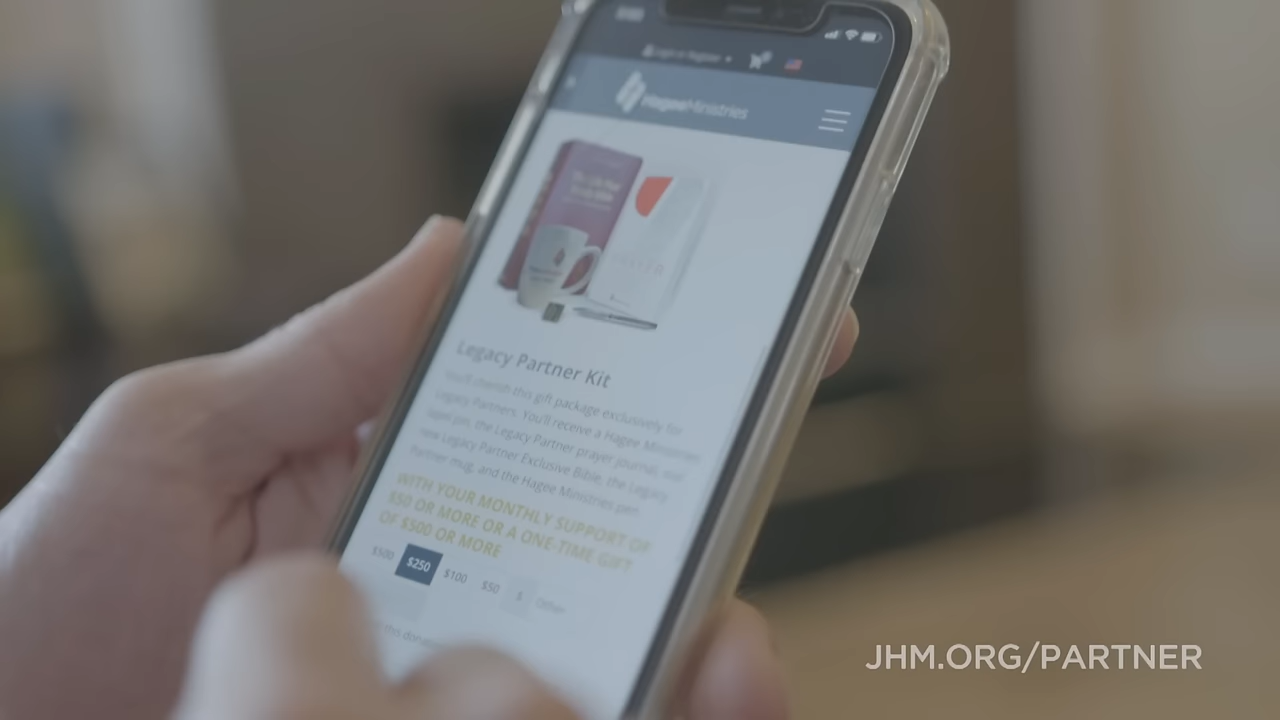 HageeMinistries
Legacy Partner Kit
You'll cherish this gift package exclusively for
Legacy Partners. You'll receive a Hagee Ministries
lapel pin, the Legacy Partner prayer journal, our
new Legacy Partner Exclusive Bible, the Legacy
Partner mug, and the Hagee Ministries pen
WITH YOUR MONTHLY SUPPORT OF
$50 OR MORE OR A ONE-TIME GIFT
OF $500 OR MORE
$500 $250 $100 $50 $ Other
this
JHM.ORG/PARTNER